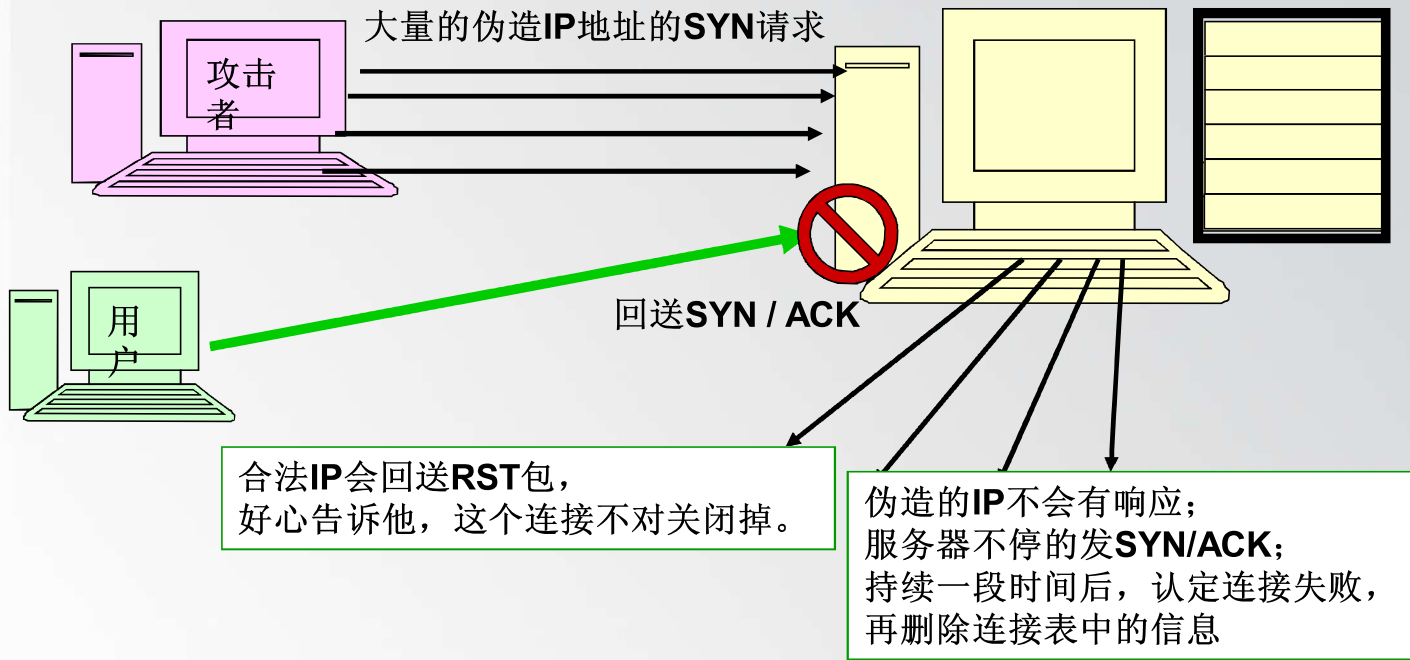 大量的伪造IP地址的SYN请求
攻击
者
用
户
回送SYN / ACK
合法IP会回送RST包，
好心告诉他，这个连接不对关闭掉。
伪造的IP不会有响应；
服务器不停的发SYN/ACK；
持续一段时间后，认定连接失败，
再删除连接表中的信息